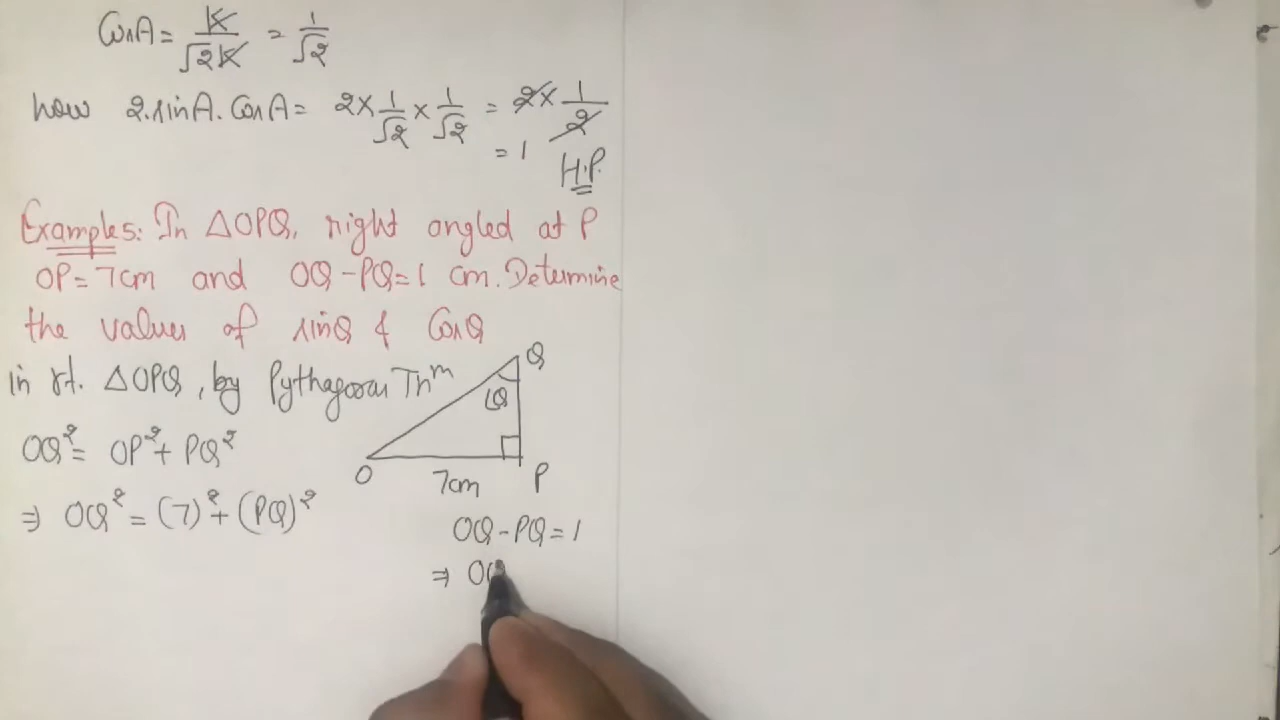 CosA = K/√2K = 1/√2
now 2.sinA.CosA = 2×1/√2×1/√2 = 2×1/2
= 1
H.P.
Examples: In △OPQ, right angled at P
OP = 7cm and OQ - PQ = 1 cm. Determine
the values of sinQ & CosQ
in rt. △OPQ, by Pythagoras Thm
OQ² = OP² + PQ²
⇒ OQ² = (7)² + (PQ)²
Q
∠Q
O
7cm
P
OQ - PQ = 1
⇒ OQ